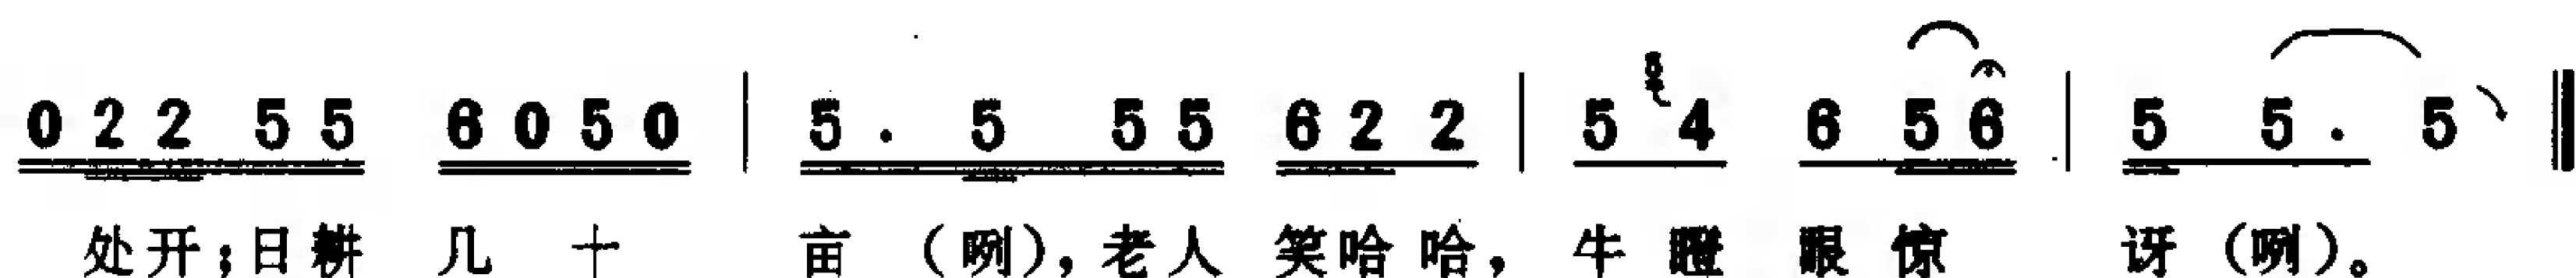 0 2 2 5 5 6 0 5 0 | 5 · 5 5 5 6 2 2 | 5 5 4 6 5 6 | 5 5 · 5 ‖
处开；日耕 几 十 亩 （咧），老人 笑哈哈，牛 瞪 眼 惊 讶（咧）。